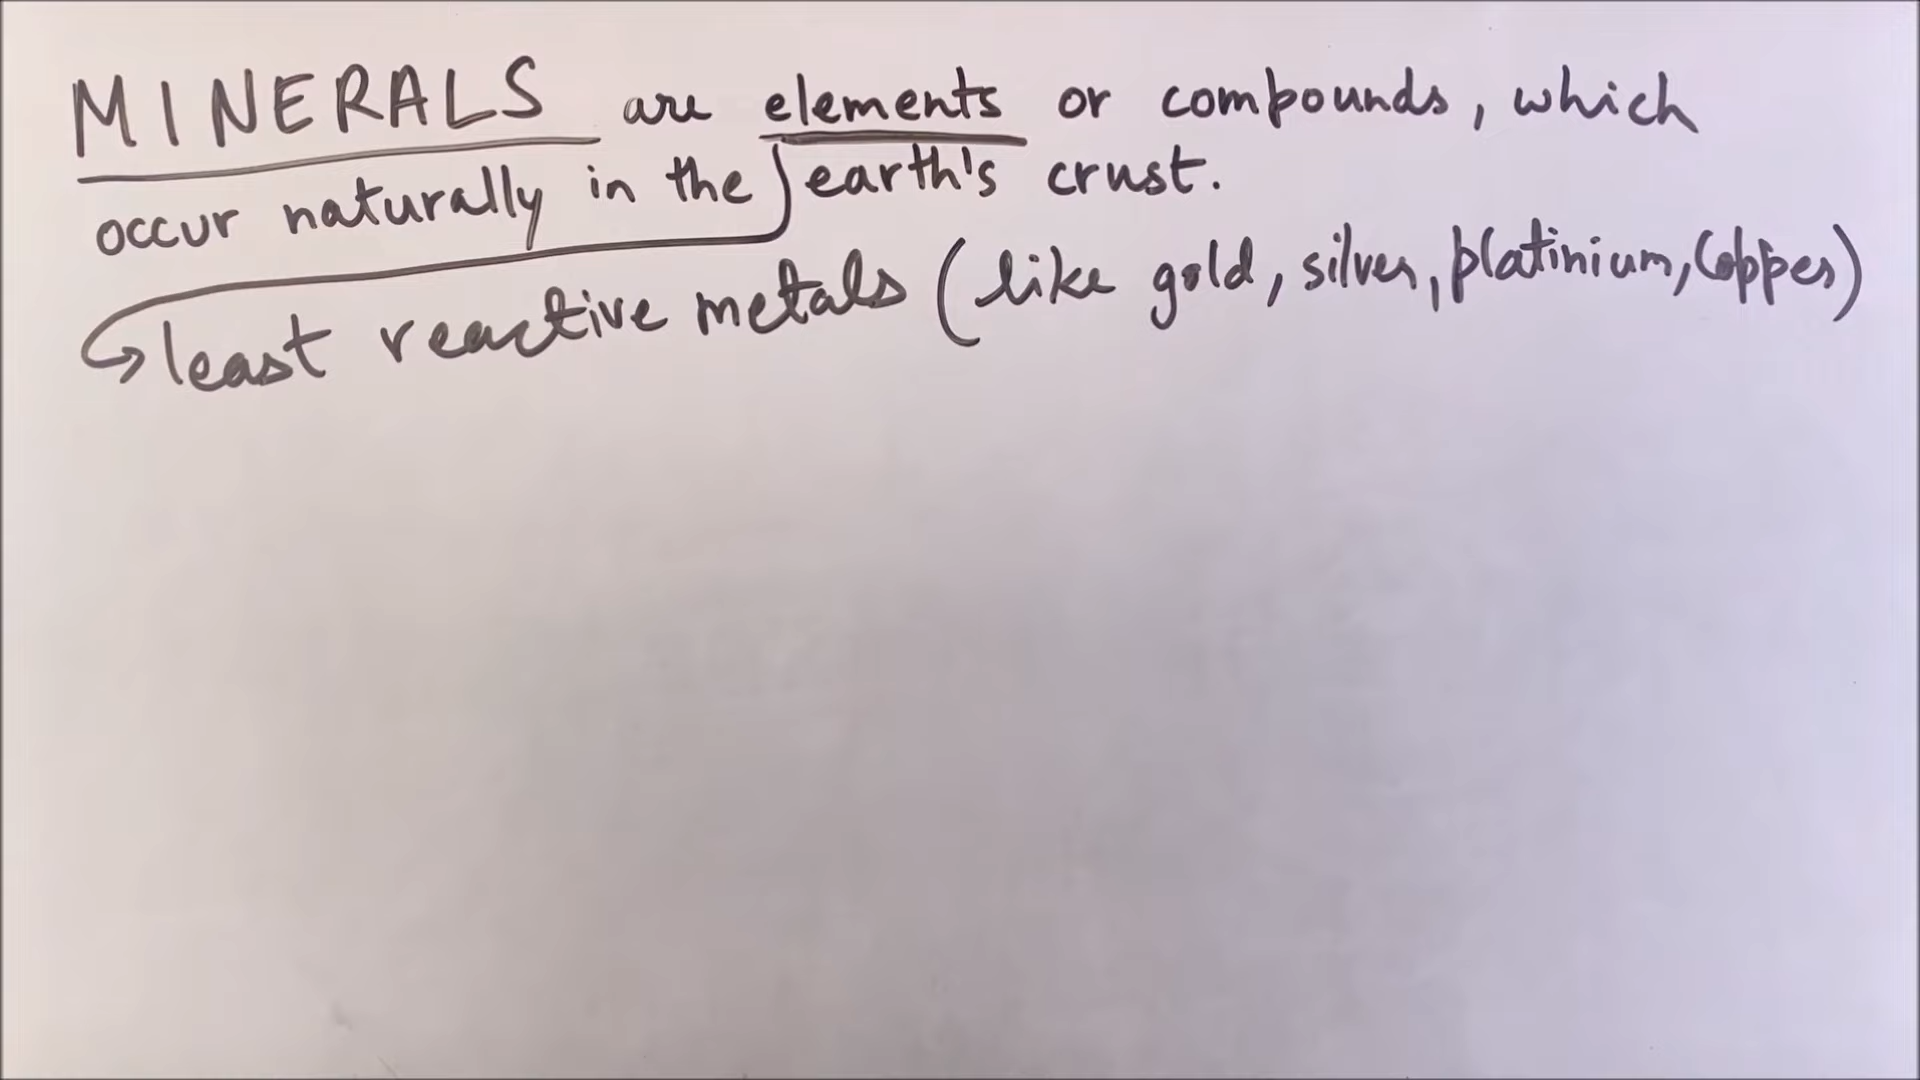 MINERALS are elements or compounds, which
occur naturally in the earth's crust.
least reactive metals (like gold, silver, platinium, Copper)